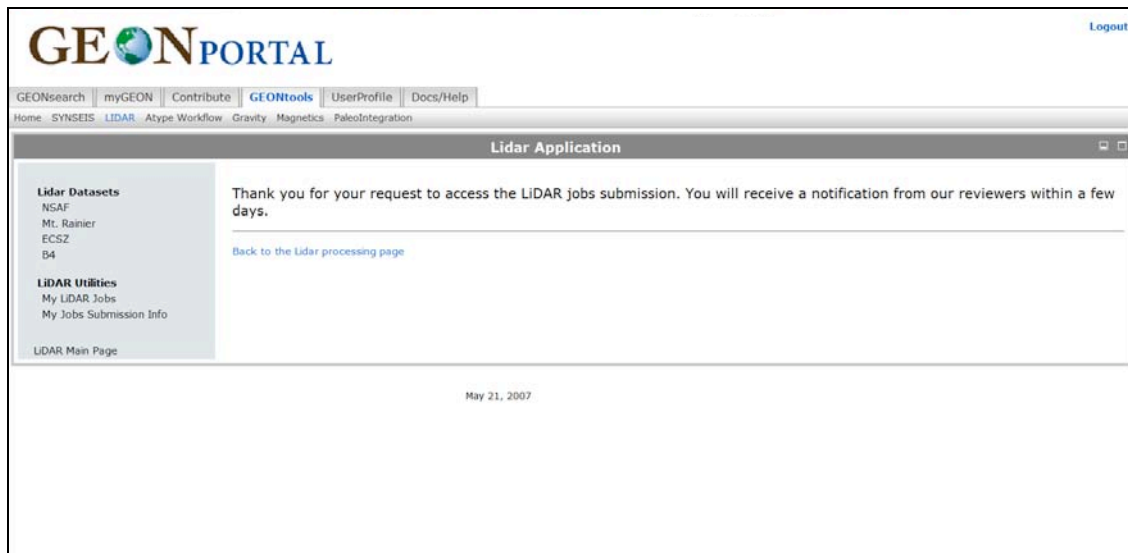 Logout
GEON PORTAL
GEONsearch myGEON Contribute GEONtools UserProfile Docs/Help
Home SYNSEIS LIDAR Atype Workflow Gravity Magnetics PaleoIntegration
Lidar Application
Lidar Datasets
NSAF
Mt. Rainier
ECSZ
B4
LiDAR Utilities
My LiDAR Jobs
My Jobs Submission Info
LiDAR Main Page
Thank you for your request to access the LiDAR jobs submission. You will receive a notification from our reviewers within a few
days.
Back to the Lidar processing page
May 21, 2007